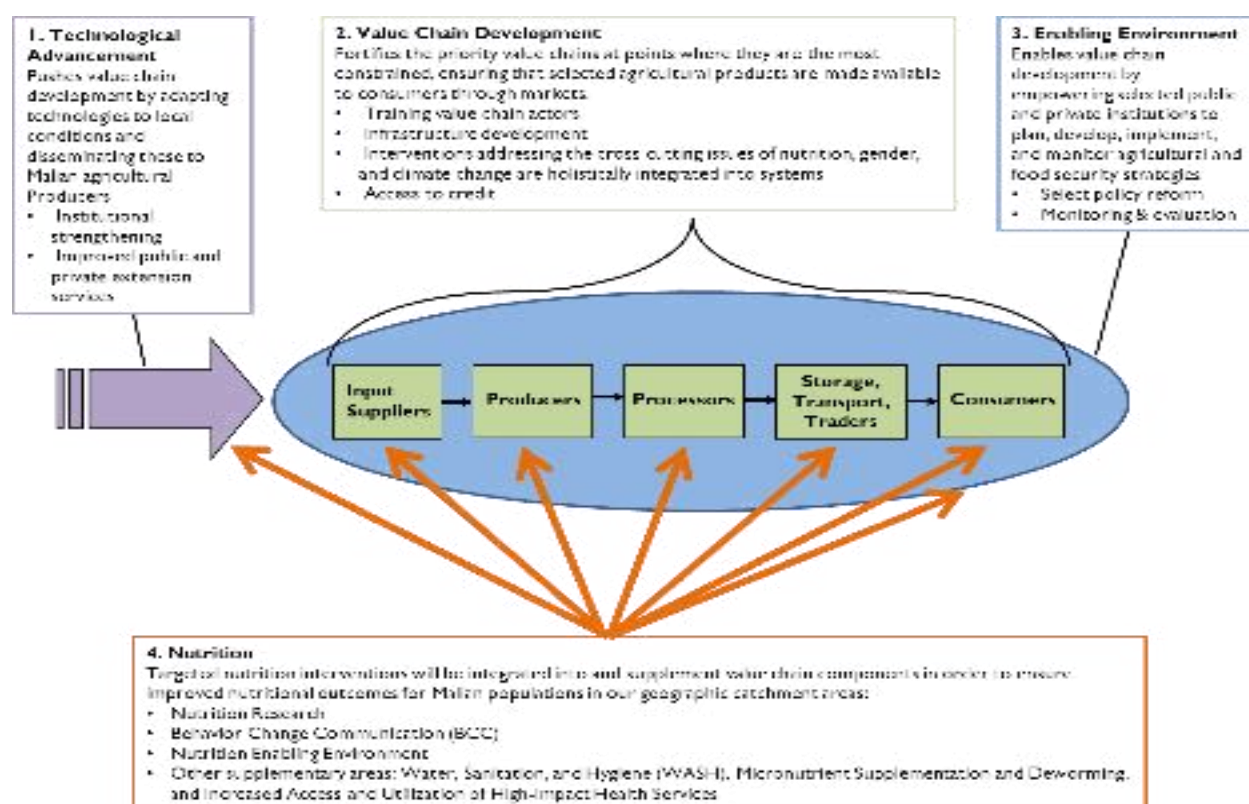 1. Technological
Advancement
Pushes value chain
development by adapting
technologies to local
conditions and
disseminating these to
Malian agricultural
Producers
• Institutional
strengthening
• Improved public and
private extension
services
2. Value Chain Development
Fortifies the priority value chains at points where they are the most
constrained, ensuring that selected agricultural products are made available
to consumers through markets.
• Training value chain actors
• Infrastructure development
• Interventions addressing the cross-cutting issues of nutrition, gender,
and climate change are holistically integrated into systems
• Access to credit
3. Enabling Environment
Enables value chain
development by
empowering selected public
and private institutions to
plan, develop, implement,
and monitor agricultural and
food security strategies
• Select policy reform
• Monitoring & evaluation
Input
Suppliers
Producers
Processors
Storage,
Transport,
Traders
Consumers
4. Nutrition
Targeted nutrition interventions will be integrated into and supplement value chain components in order to ensure
improved nutritional outcomes for Malian populations in our geographic catchment areas:
• Nutrition Research
• Behavior Change Communication (BCC)
• Nutrition Enabling Environment
• Other supplementary areas: Water, Sanitation, and Hygiene (WASH), Micronutrient Supplementation and Deworming,
and Increased Access and Utilization of High-Impact Health Services